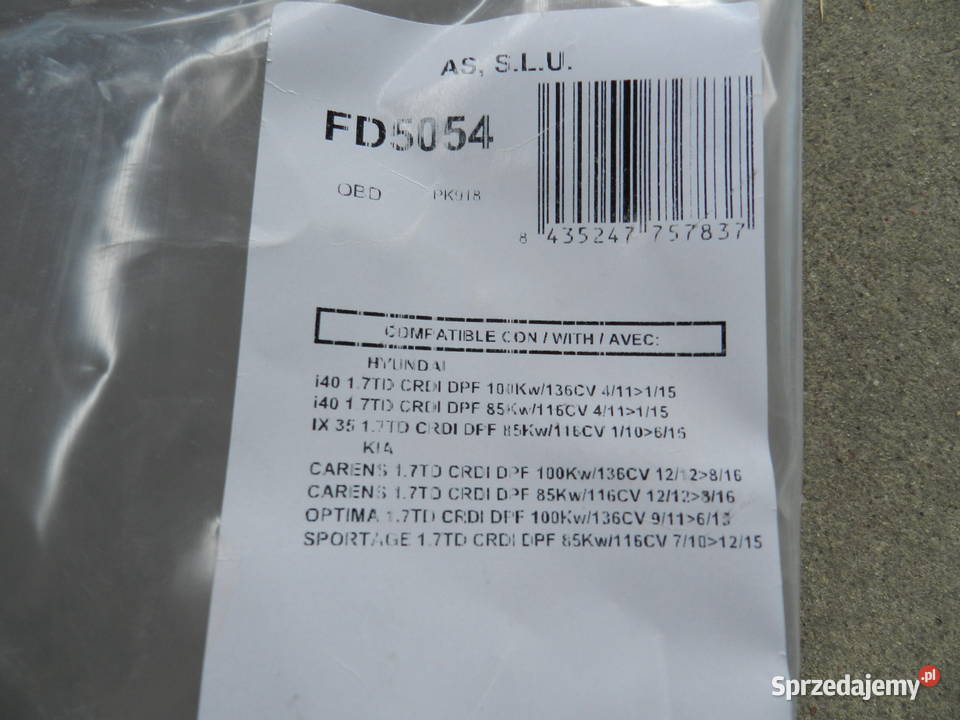 AS, S.L.U.
FD5054
OBD PK918
8 435247 757837
COMPATIBLE CON / WITH / AVEC:
HYUNDAI
i40 1.7TD CRDI DPF 100Kw/136CV 4/11>1/15
i40 1.7TD CRDI DPF 85Kw/116CV 4/11>1/15
IX 35 1.7TD CRDI DPF 85Kw/116CV 1/10>6/15
KIA
CARENS 1.7TD CRDI DPF 100Kw/136CV 12/12>8/16
CARENS 1.7TD CRDI DPF 85Kw/116CV 12/12>8/16
OPTIMA 1.7TD CRDI DPF 100Kw/136CV
SPORTAGE 1.7TD CRDI DPF 85Kw/116CV 7/10>12/15
Sprzedajemy.pl